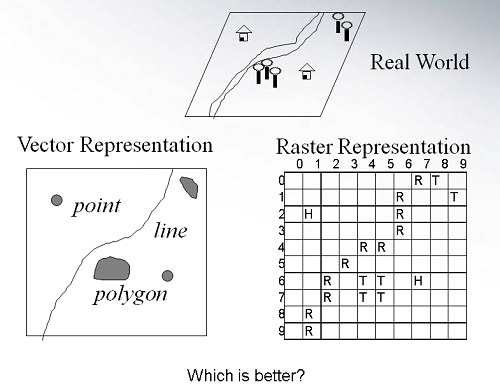 Real World
Vector Representation
Raster Representation
0 1 2 3 4 5 6 7 8 9
0 R T
1 R T
2 H R
3 R
4 R R
5 R
6 R T T H
7 R T T
8 R
9 R
point
line
polygon
Which is better?